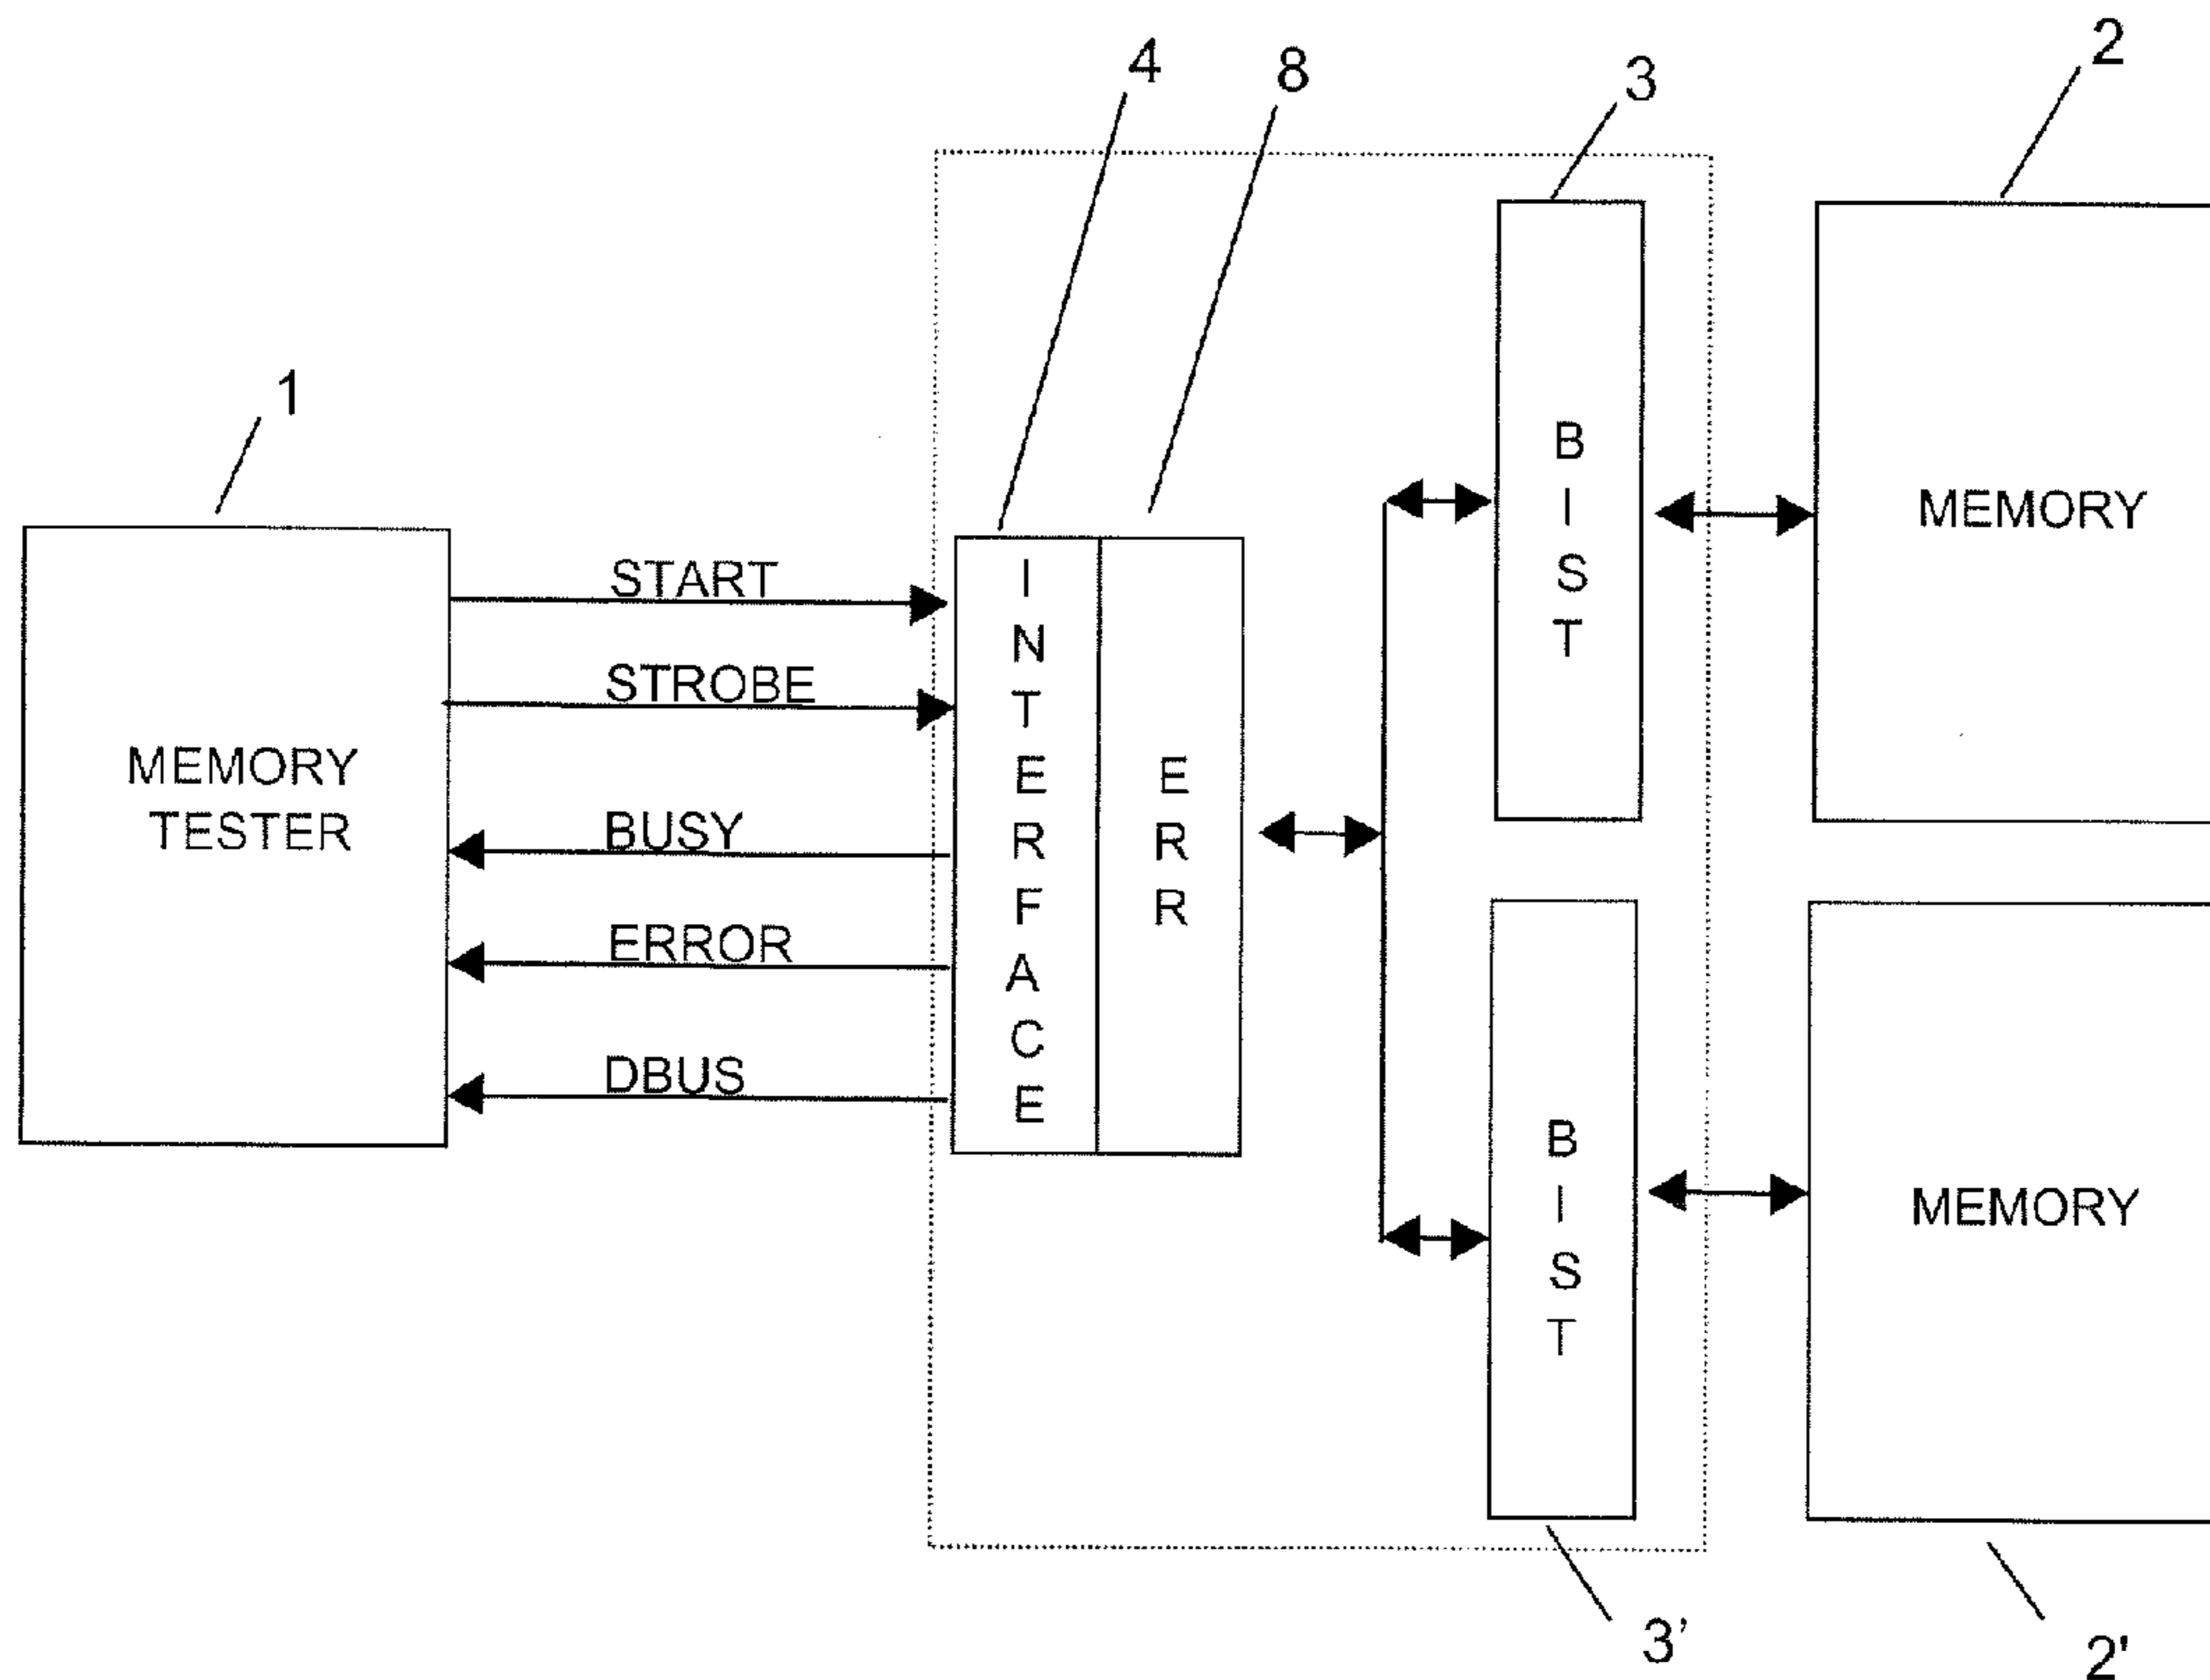 4
8
3
2
1
START
STROBE
BUSY
ERROR
DBUS
MEMORY
TESTER
INTERFACE
ERR
BIST
MEMORY
BIST
MEMORY
3'
2'